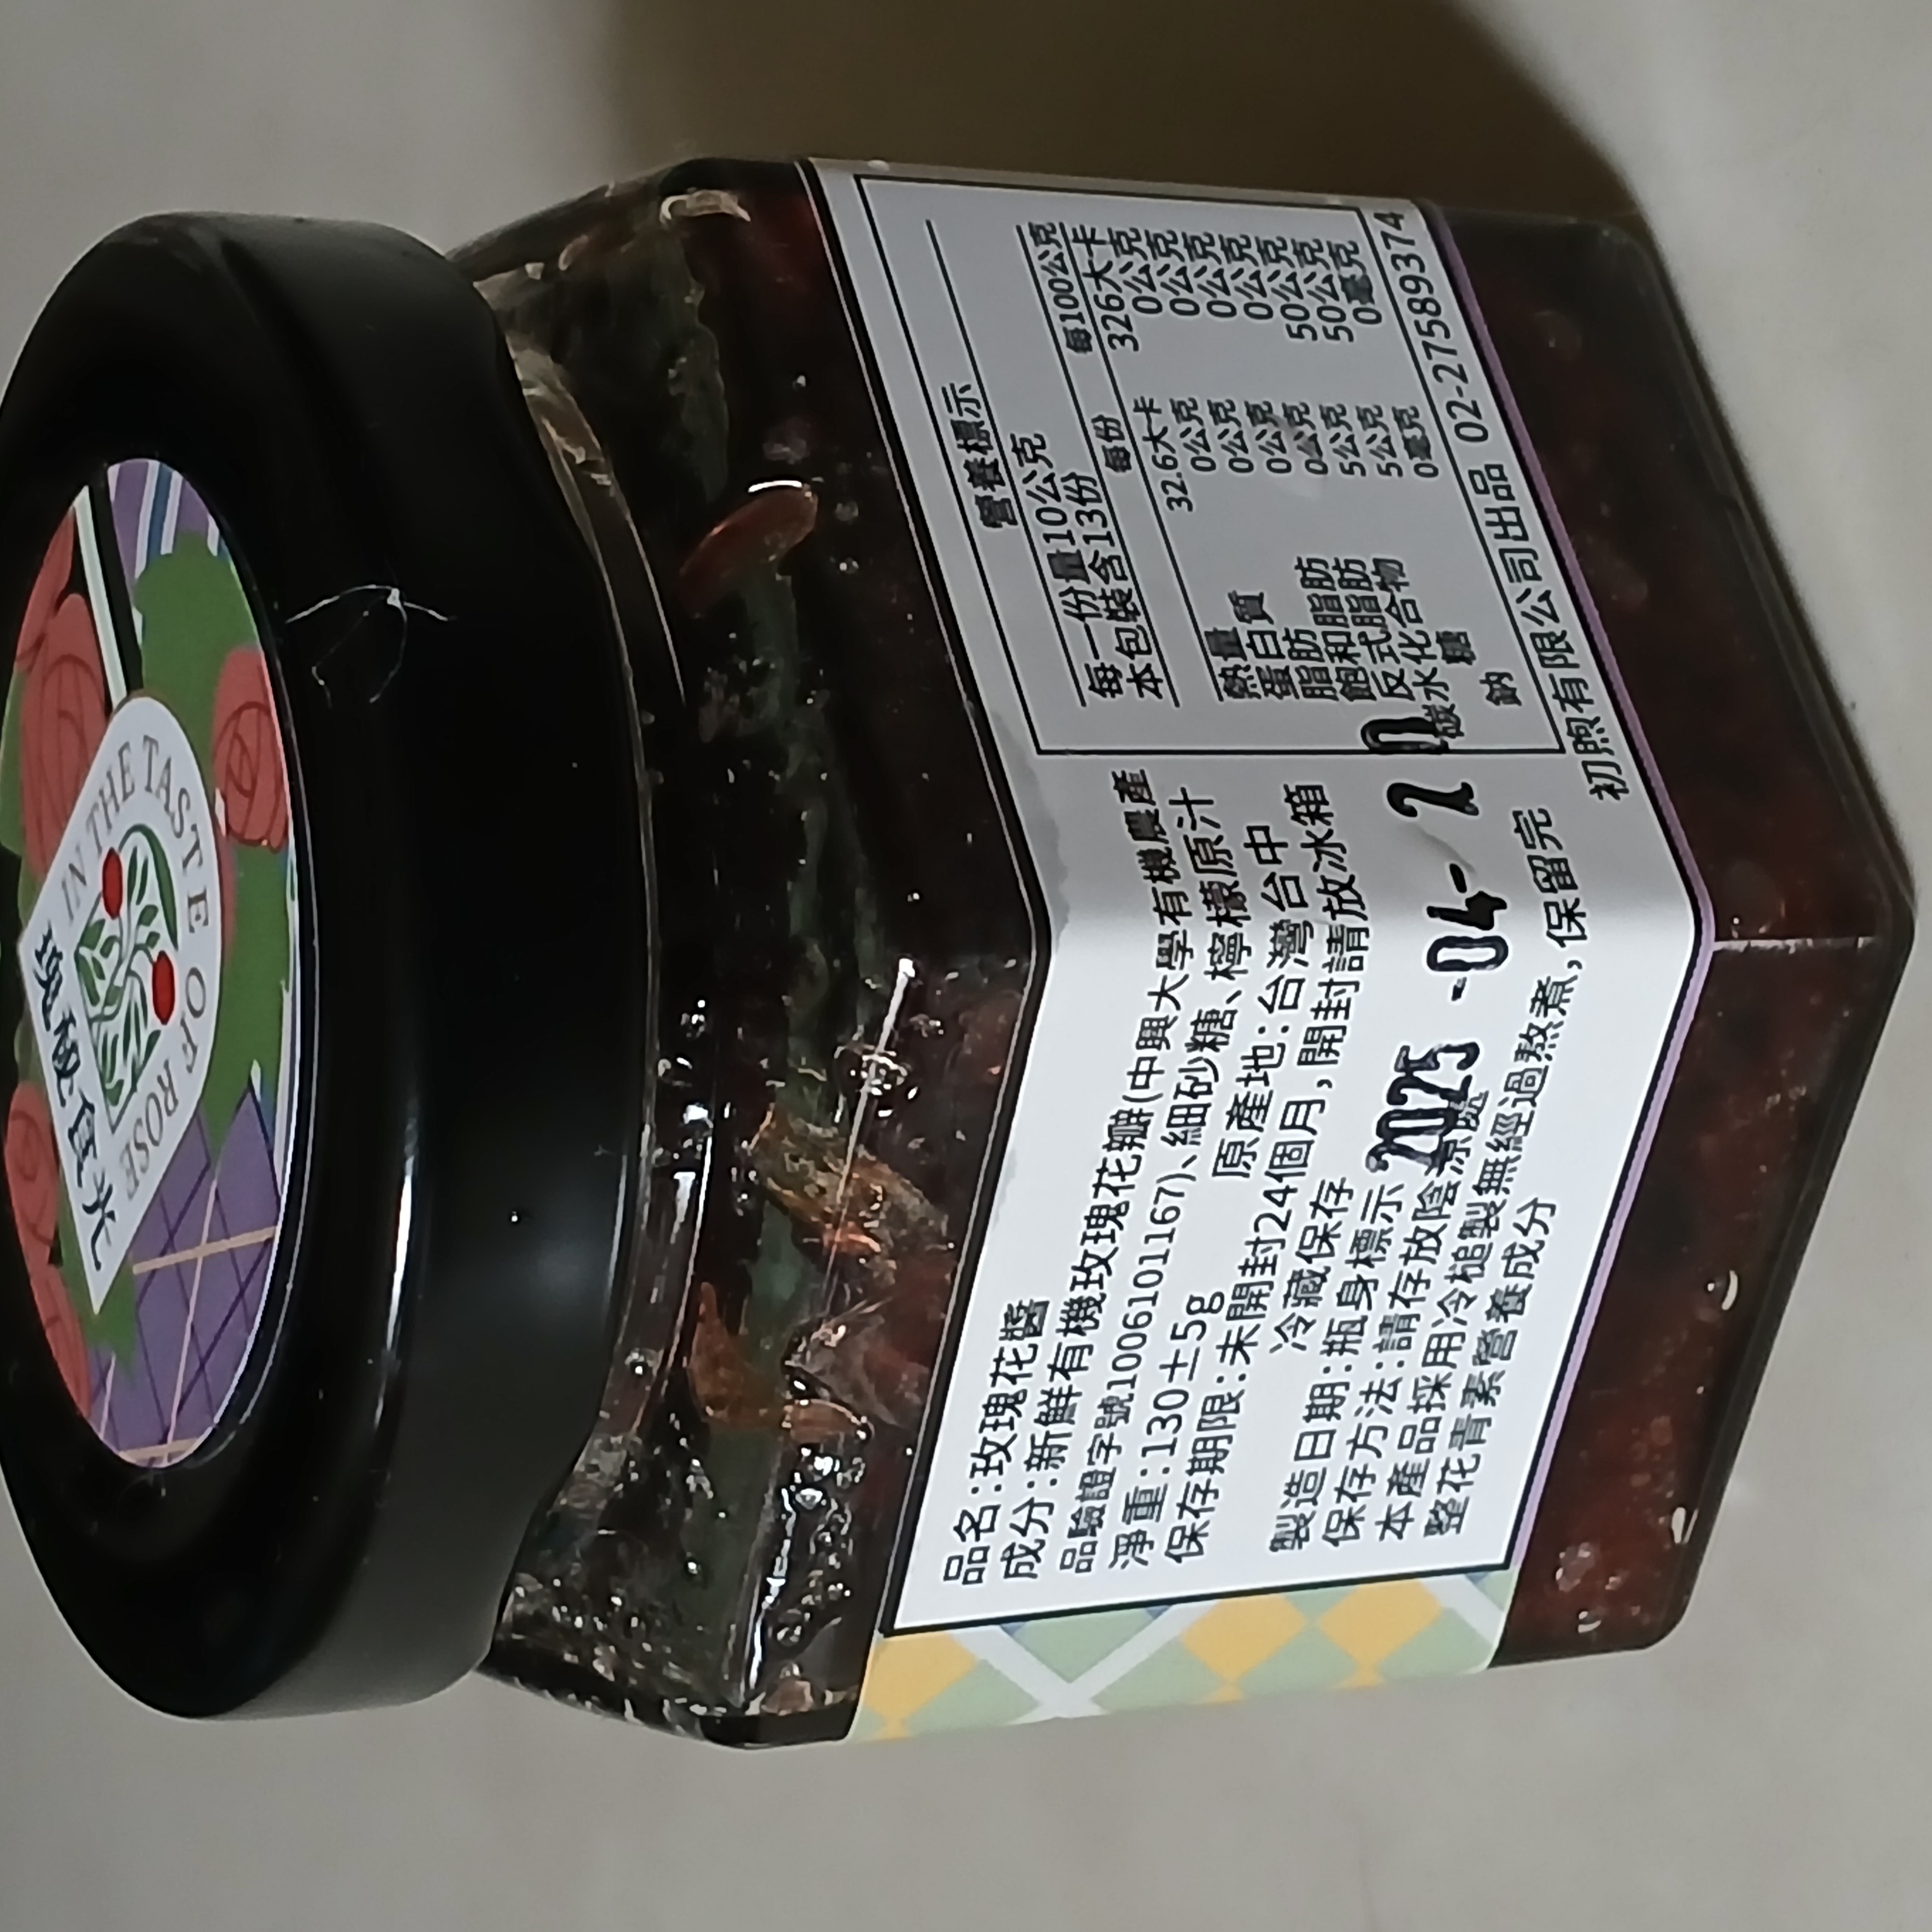 瑰秘食光
IN THE TASTE OF ROSE
品名:玫瑰花醬
成分:新鮮有機玫玫瑰花瓣(中興大學有機農產
品驗證字號1006101167)、細砂糖、檸檬原汁
淨重:130±5g 原產地:台灣台中
保存期限:未開封24個月,開封請放冰箱
冷藏保存
製造日期:瓶身標示 2025-04-2
保存方法:請存放陰涼處
本產品採用冷槌製無經過熬煮,保留完
整花青素營養成分
營養標示
每一份量10公克
本包裝含13份
每份 每100公克
熱量 32.6大卡 326大卡
蛋白質 0公克 0公克
脂肪 0公克 0公克
飽和脂肪 0公克 0公克
反式脂肪 0公克 0公克
碳水化合物 5公克 50公克
糖 5公克 50公克
鈉 0毫克 0毫克
初煦有限公司出品 02-27589374